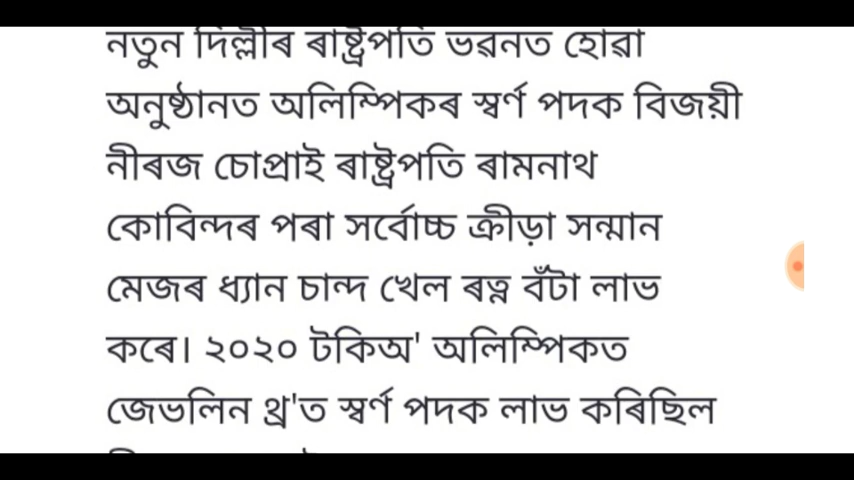 নতুন দিল্লীৰ ৰাষ্ট্ৰপতি ভৱনত হোৱা
অনুষ্ঠানত অলিম্পিকৰ স্বৰ্ণ পদক বিজয়ী
নীৰজ চোপ্ৰাই ৰাষ্ট্ৰপতি ৰামনাথ
কোবিন্দৰ পৰা সৰ্বোচ্চ ক্ৰীড়া সন্মান
মেজৰ ধ্যান চান্দ খেল ৰত্ন বঁটা লাভ
কৰে। ২০২০ টকিঅ' অলিম্পিকত
জেভলিন থ্ৰ'ত স্বৰ্ণ পদক লাভ কৰিছিল